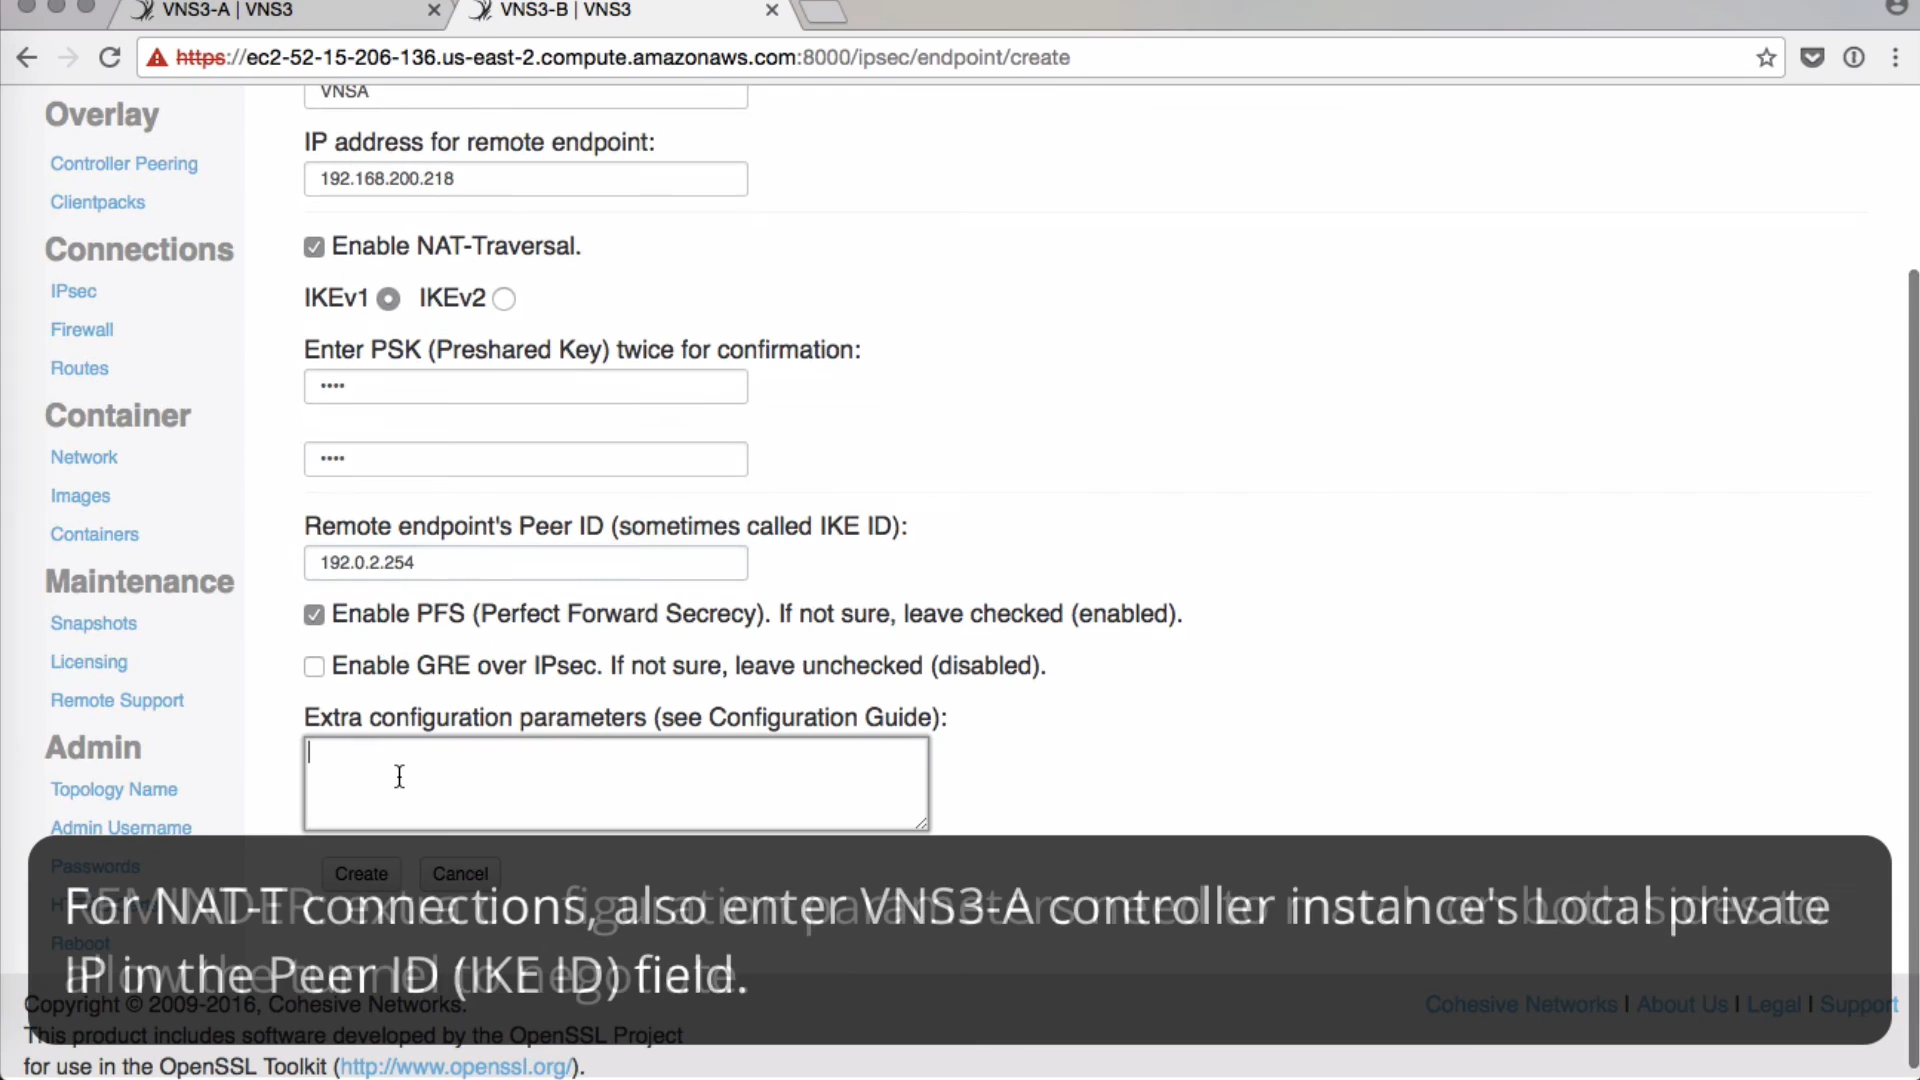 VNS3-A | VNS3
VNS3-B | VNS3
https://ec2-52-15-206-136.us-east-2.compute.amazonaws.com:8000/ipsec/endpoint/create
Overlay
Controller Peering
Clientpacks
Connections
IPsec
Firewall
Routes
Container
Network
Images
Containers
Maintenance
Snapshots
Licensing
Remote Support
Admin
Topology Name
Admin Username
Passwords
Reboot
VNSA
IP address for remote endpoint:
192.168.200.218
Enable NAT-Traversal.
IKEv1 IKEv2
Enter PSK (Preshared Key) twice for confirmation:
••••
••••
Remote endpoint's Peer ID (sometimes called IKE ID):
192.0.2.254
Enable PFS (Perfect Forward Secrecy). If not sure, leave checked (enabled).
Enable GRE over IPsec. If not sure, leave unchecked (disabled).
Extra configuration parameters (see Configuration Guide):
Create Cancel
For NAT-T connections, also enter VNS3-A controller instance's Local private
IP in the Peer ID (IKE ID) field.
Copyright © 2009-2016, Cohesive Networks.
This product includes software developed by the OpenSSL Project
for use in the OpenSSL Toolkit (http://www.openssl.org/).
Cohesive Networks | About Us | Legal | Support